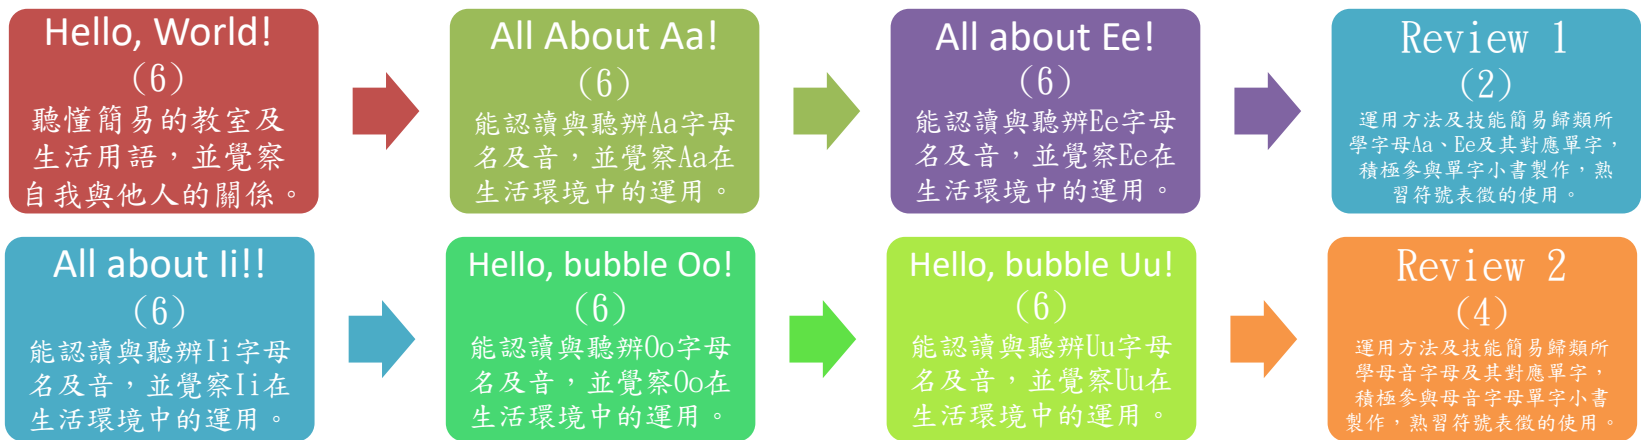 Hello, World!
(6)
聽懂簡易的教室及
生活用語，並覺察
自我與他人的關係。
All About Aa!
(6)
能認讀與聽辨Aa字母
名及音，並覺察Aa在
生活環境中的運用。
All about Ee!
(6)
能認讀與聽辨Ee字母
名及音，並覺察Ee在
生活環境中的運用。
Review 1
(2)
運用方法及技能簡易歸類所
學字母Aa、Ee及其對應單字，
積極參與單字小書製作，熟
習符號表徵的使用。
All about Ii!!
(6)
能認讀與聽辨Ii字母
名及音，並覺察Ii在
生活環境中的運用。
Hello, bubble Oo!
(6)
能認讀與聽辨Oo字母
名及音，並覺察Oo在
生活環境中的運用。
Hello, bubble Uu!
(6)
能認讀與聽辨Uu字母
名及音，並覺察Uu在
生活環境中的運用。
Review 2
(4)
運用方法及技能簡易歸類所
學母音字母及其對應單字，
積極參與母音字母單字小書
製作，熟習符號表徵的使用。